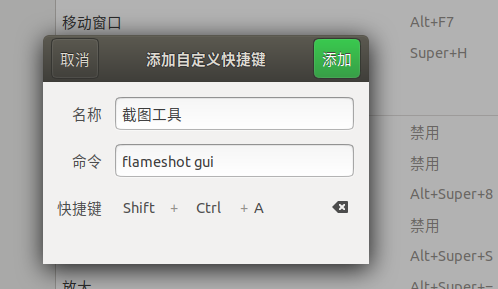 移动窗口 Alt+F7
Super+H
取消 添加自定义快捷键 添加
名称 截图工具
命令 flameshot gui
快捷键 Shift + Ctrl + A
禁用
禁用
Alt+Super+8
禁用
Alt+Super+S
放大 Alt+Super+=